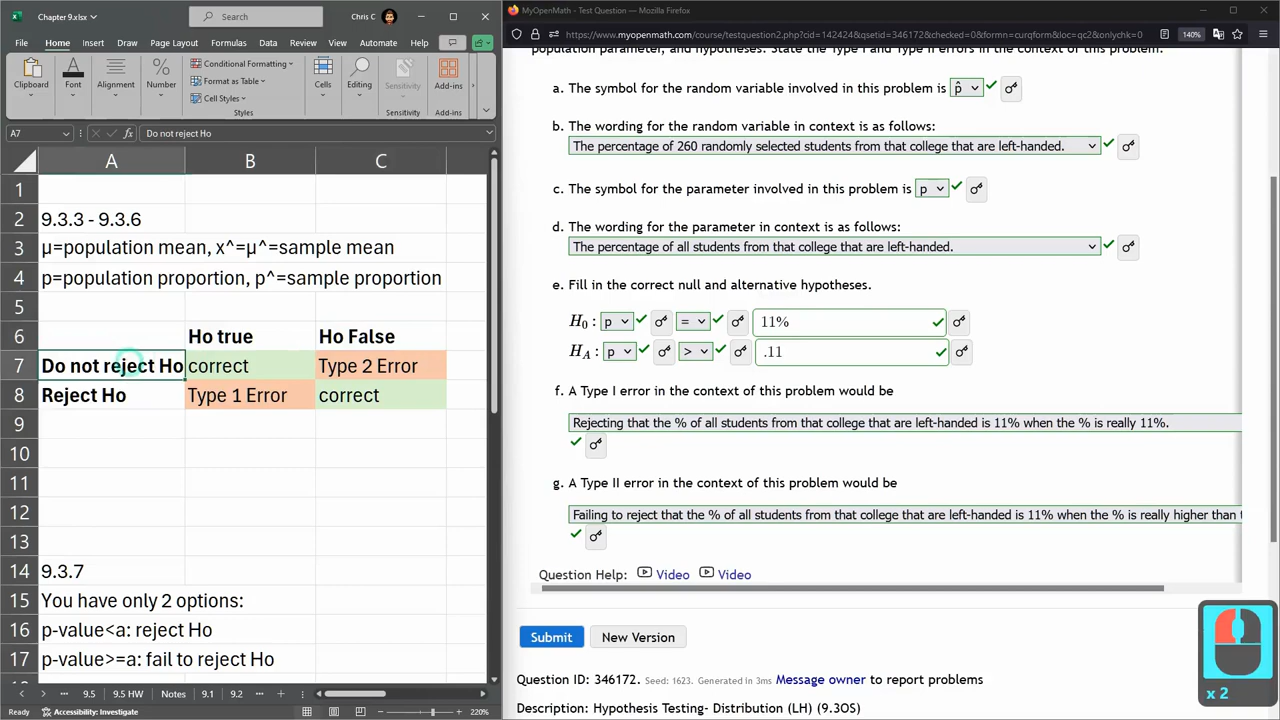 Chapter 9.xlsx
Search
Chris C
File Home Insert Draw Page Layout Formulas Data Review View Automate Help
Clipboard
Font
Alignment
Number
Conditional Formatting
Format as Table
Cell Styles
Cells
Editing
Sensitivity
Add-ins
Sensitivity
Add-ins
A7
fx
Do not reject Ho
A B C
1
2 9.3.3 - 9.3.6
3 µ=population mean, x^=µ^=sample mean
4 p=population proportion, p^=sample proportion
5
6 Ho true Ho False
7 Do not reject Ho correct Type 2 Error
8 Reject Ho Type 1 Error correct
9
10
11
12
13
14 9.3.7
15 You have only 2 options:
16 p-value<a: reject Ho
17 p-value>=a: fail to reject Ho
9.5 9.5 HW Notes 9.1 9.2
Ready
Accessibility: Investigate
220%
MyOpenMath - Test Question — Mozilla Firefox
https://www.myopenmath.com/course/testquestion2.php?cid=142424&qsetid=346172&checked=0&formn=curqform&loc=qc2&onlychk=0
140%
population parameter, and hypotheses. State the Type I and Type II errors in the context of this problem.
a. The symbol for the random variable involved in this problem is p̂
b. The wording for the random variable in context is as follows:
The percentage of 260 randomly selected students from that college that are left-handed.
c. The symbol for the parameter involved in this problem is p
d. The wording for the parameter in context is as follows:
The percentage of all students from that college that are left-handed.
e. Fill in the correct null and alternative hypotheses.
H0 : p = 11%
HA : p > .11
f. A Type I error in the context of this problem would be
Rejecting that the % of all students from that college that are left-handed is 11% when the % is really 11%.
g. A Type II error in the context of this problem would be
Failing to reject that the % of all students from that college that are left-handed is 11% when the % is really higher than
Question Help: Video Video
Submit New Version
Question ID: 346172. Seed: 1623. Generated in 3ms Message owner to report problems
Description: Hypothesis Testing- Distribution (LH) (9.3OS)
x 2